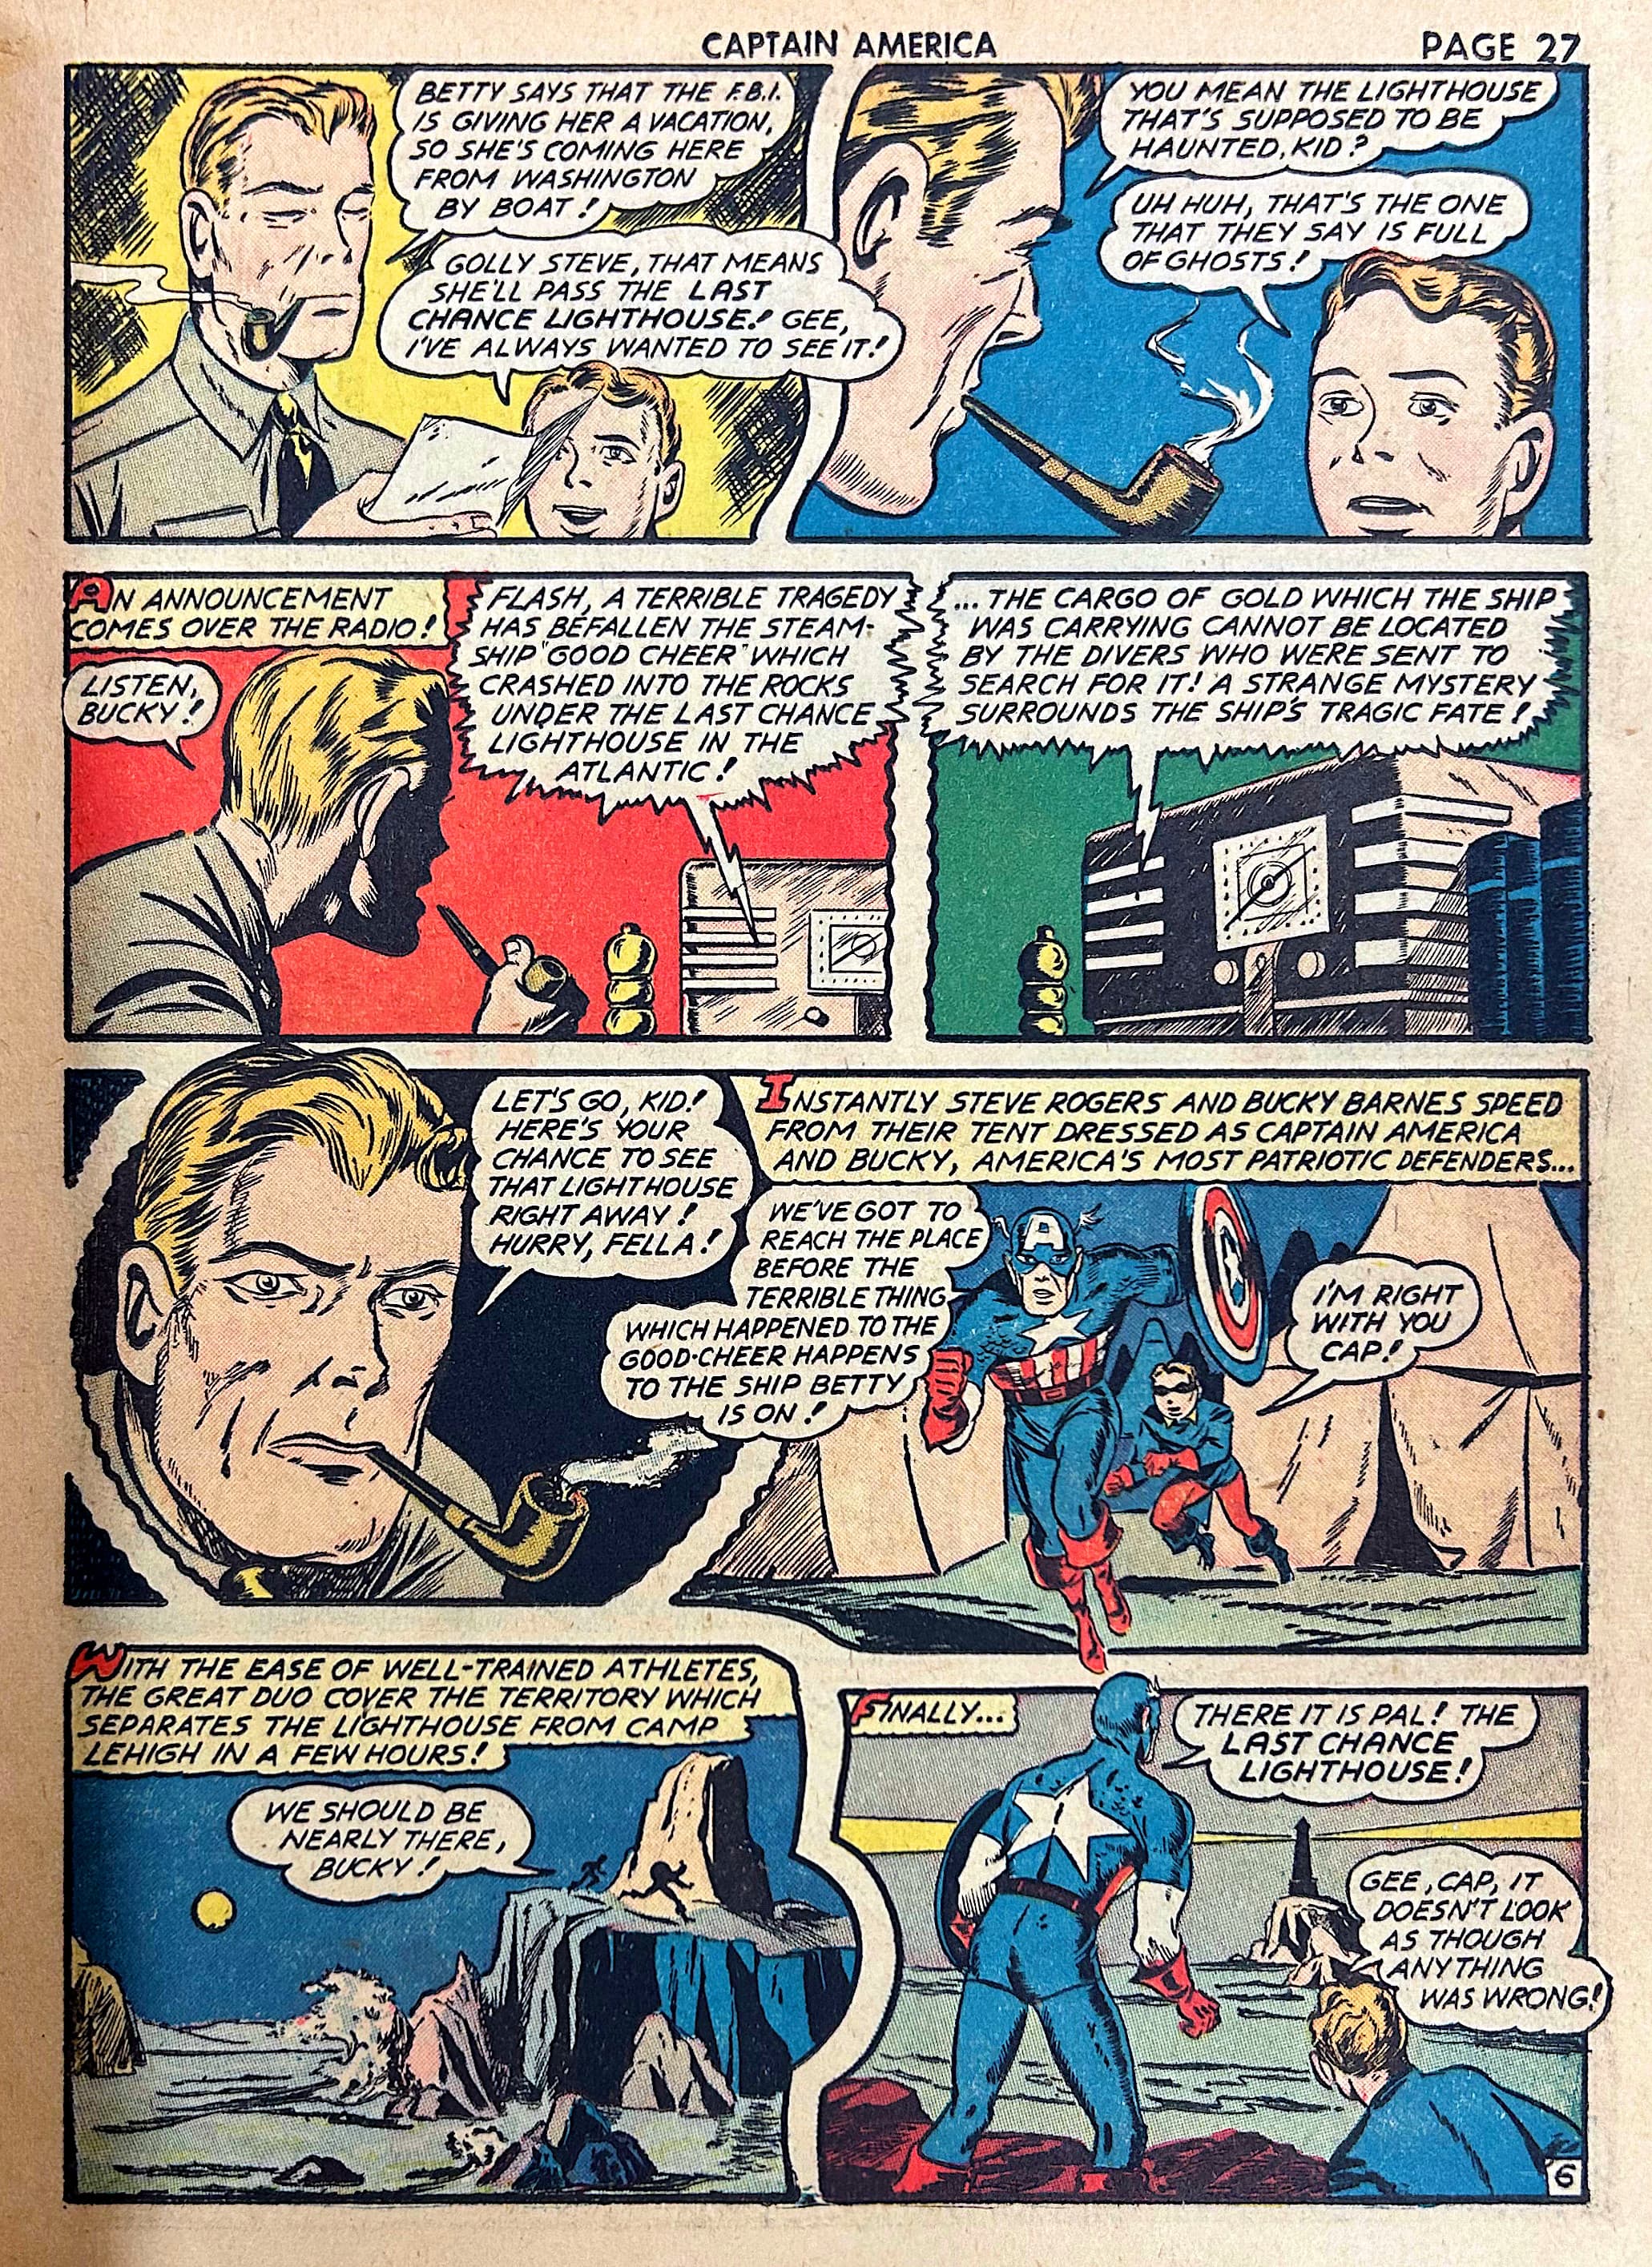 CAPTAIN AMERICA
PAGE 27
BETTY SAYS THAT THE F.B.I.
IS GIVING HER A VACATION,
SO SHE'S COMING HERE
FROM WASHINGTON
BY BOAT!
GOLLY STEVE, THAT MEANS
SHE'LL PASS THE LAST
CHANCE LIGHTHOUSE! GEE,
I'VE ALWAYS WANTED TO SEE IT!
YOU MEAN THE LIGHTHOUSE
THAT'S SUPPOSED TO BE
HAUNTED, KID?
UH HUH, THAT'S THE ONE
THAT THEY SAY IS FULL
OF GHOSTS!
AN ANNOUNCEMENT
COMES OVER THE RADIO!
LISTEN,
BUCKY!
FLASH, A TERRIBLE TRAGEDY
HAS BEFALLEN THE STEAM-
SHIP "GOOD CHEER" WHICH
CRASHED INTO THE ROCKS
UNDER THE LAST CHANCE
LIGHTHOUSE IN THE
ATLANTIC!
... THE CARGO OF GOLD WHICH THE SHIP
WAS CARRYING CANNOT BE LOCATED
BY THE DIVERS WHO WERE SENT TO
SEARCH FOR IT! A STRANGE MYSTERY
SURROUNDS THE SHIP'S TRAGIC FATE!
LET'S GO, KID!
HERE'S YOUR
CHANCE TO SEE
THAT LIGHTHOUSE
RIGHT AWAY!
HURRY, FELLA!
INSTANTLY STEVE ROGERS AND BUCKY BARNES SPEED
FROM THEIR TENT DRESSED AS CAPTAIN AMERICA
AND BUCKY, AMERICA'S MOST PATRIOTIC DEFENDERS...
WE'VE GOT TO
REACH THE PLACE
BEFORE THE
TERRIBLE THING
WHICH HAPPENED TO THE
GOOD-CHEER HAPPENS
TO THE SHIP BETTY
IS ON!
A
I'M RIGHT
WITH YOU
CAP!
WITH THE EASE OF WELL-TRAINED ATHLETES,
THE GREAT DUO COVER THE TERRITORY WHICH
SEPARATES THE LIGHTHOUSE FROM CAMP
LEHIGH IN A FEW HOURS!
WE SHOULD BE
NEARLY THERE,
BUCKY!
FINALLY...
THERE IT IS PAL! THE
LAST CHANCE
LIGHTHOUSE!
GEE, CAP, IT
DOESN'T LOOK
AS THOUGH
ANYTHING
WAS WRONG!
6